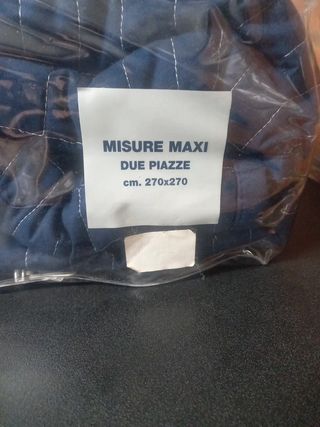 MISURE MAXI
DUE PIAZZE
cm. 270x270